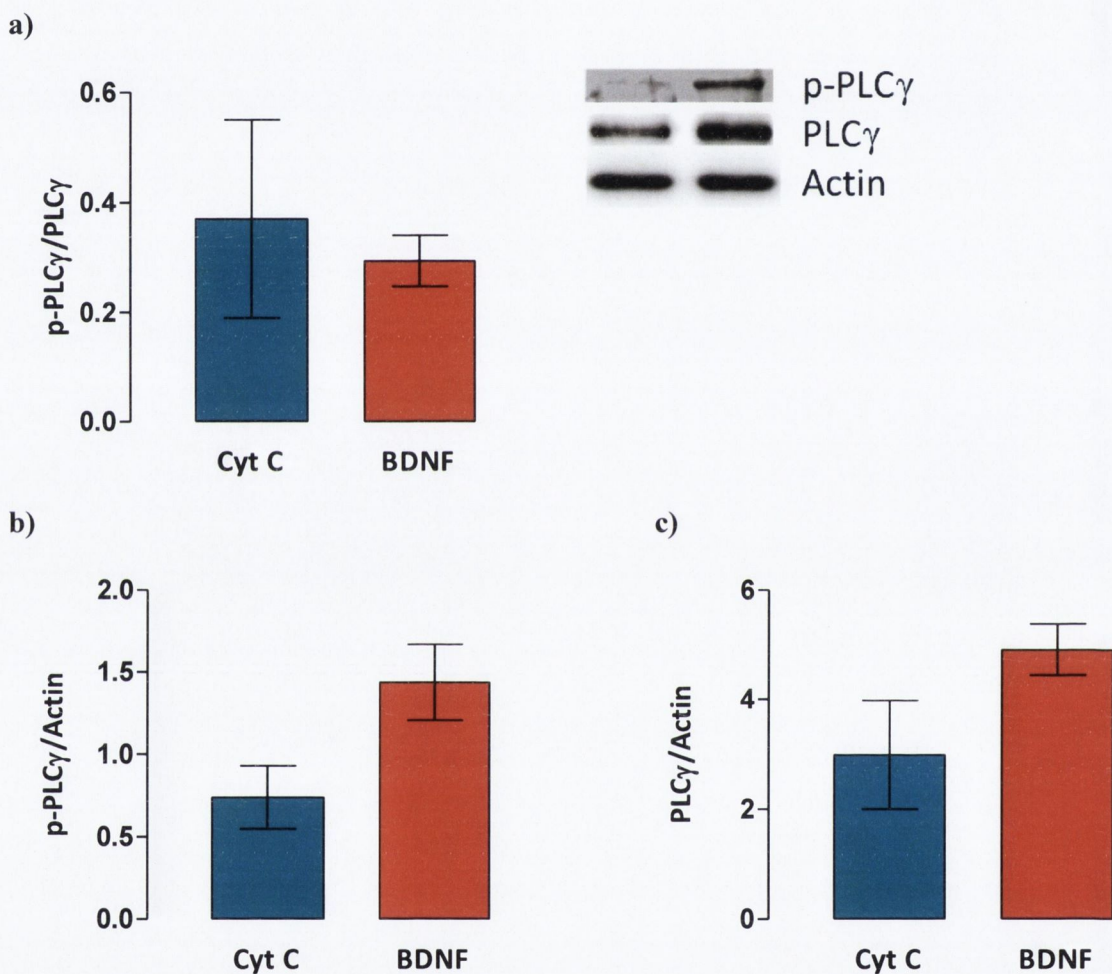 a)
p-PLCγ/PLCγ
0.6
0.4
0.2
0.0
Cyt C BDNF
p-PLCγ
PLCγ
Actin
b)
p-PLCγ/Actin
2.0
1.5
1.0
0.5
0.0
Cyt C BDNF
c)
PLCγ/Actin
6
4
2
0
Cyt C BDNF